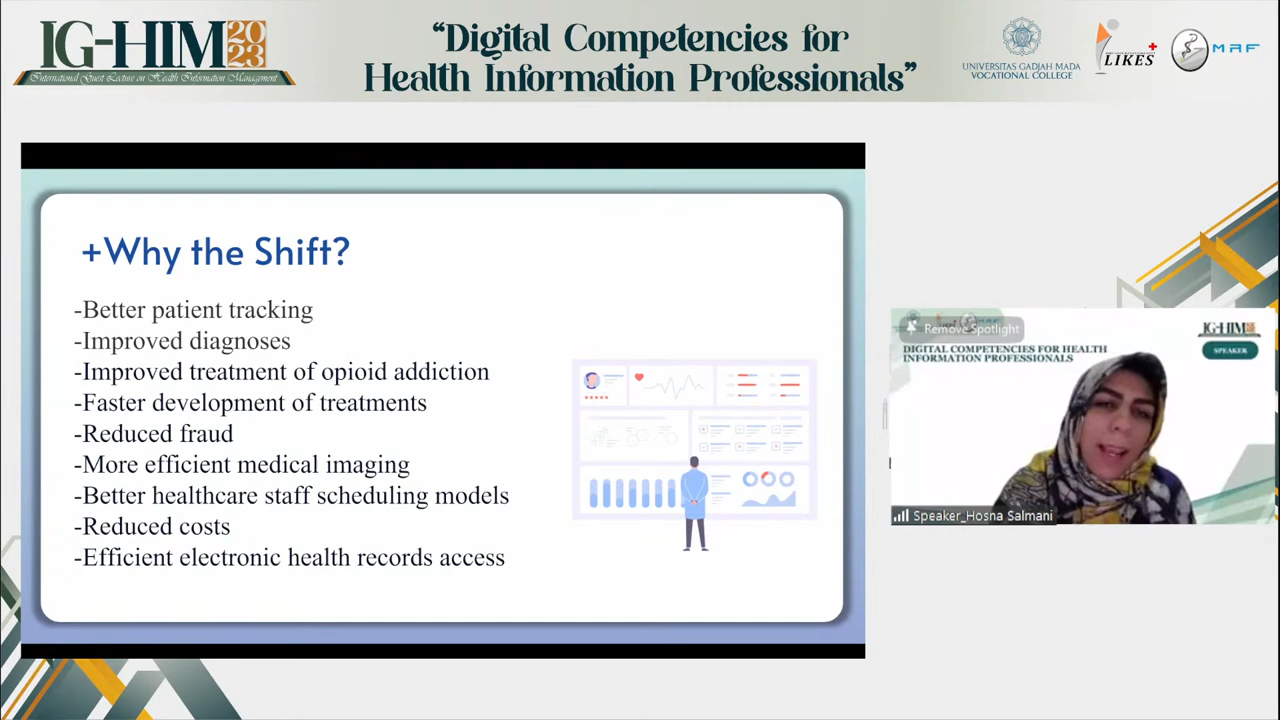 IG-HIM 2023
International Guest Lecture on Health Information Management
“Digital Competencies for
Health Information Professionals”
UNIVERSITAS GADJAH MADA
VOCATIONAL COLLEGE
LIKES
MAF
+Why the Shift?
-Better patient tracking
-Improved diagnoses
-Improved treatment of opioid addiction
-Faster development of treatments
-Reduced fraud
-More efficient medical imaging
-Better healthcare staff scheduling models
-Reduced costs
-Efficient electronic health records access
Remove Spotlight
IG-HIM
SPEAKER
DIGITAL COMPETENCIES FOR HEALTH
INFORMATION PROFESSIONALS
Speaker_Hosna Salmani